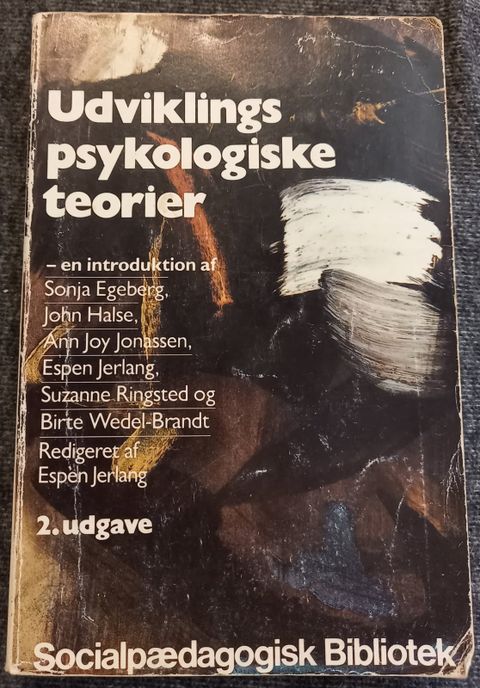 Udviklings
psykologiske
teorier
– en introduktion af
Sonja Egeberg,
John Halse,
Ann Joy Jonassen,
Espen Jerlang,
Suzanne Ringsted og
Birte Wedel-Brandt
Redigeret af
Espen Jerlang
2. udgave
Socialpædagogisk Bibliotek